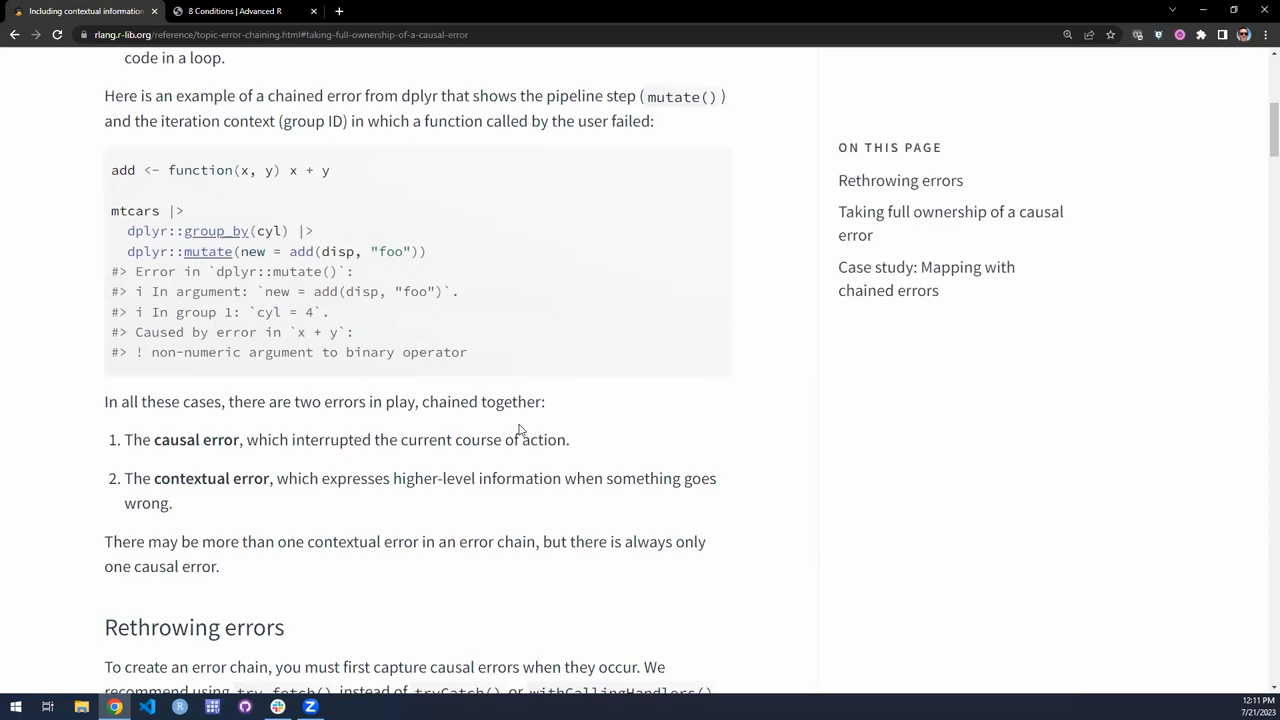 Including contextual information
8 Conditions | Advanced R
rlang.r-lib.org/reference/topic-error-chaining.html#taking-full-ownership-of-a-causal-error
code in a loop.
Here is an example of a chained error from dplyr that shows the pipeline step (mutate())
and the iteration context (group ID) in which a function called by the user failed:
add <- function(x, y) x + y
mtcars |>
dplyr::group_by(cyl) |>
dplyr::mutate(new = add(disp, "foo"))
#> Error in `dplyr::mutate()`:
#> i In argument: `new = add(disp, "foo")`.
#> i In group 1: `cyl = 4`.
#> Caused by error in `x + y`:
#> ! non-numeric argument to binary operator
In all these cases, there are two errors in play, chained together:
1. The causal error, which interrupted the current course of action.
2. The contextual error, which expresses higher-level information when something goes
wrong.
There may be more than one contextual error in an error chain, but there is always only
one causal error.
Rethrowing errors
To create an error chain, you must first capture causal errors when they occur. We
recommend using try_fetch() instead of tryCatch() or withCallingHandlers()
ON THIS PAGE
Rethrowing errors
Taking full ownership of a causal
error
Case study: Mapping with
chained errors
12:11 PM
7/21/2023